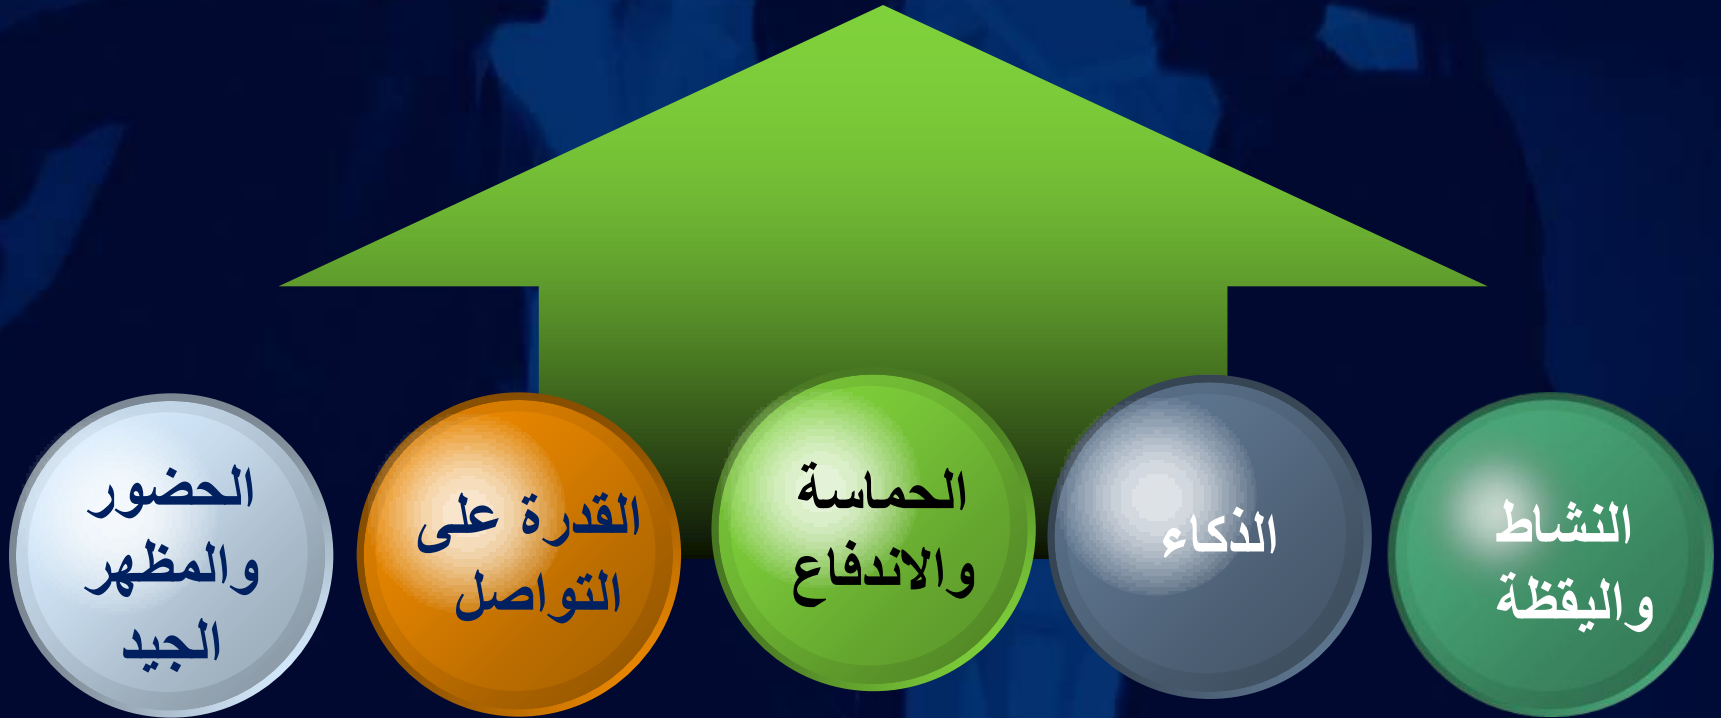 النشاط
واليقظة
الذكاء
الحماسة
والاندفاع
القدرة على
التواصل
الحضور
والمظهر
الجيد